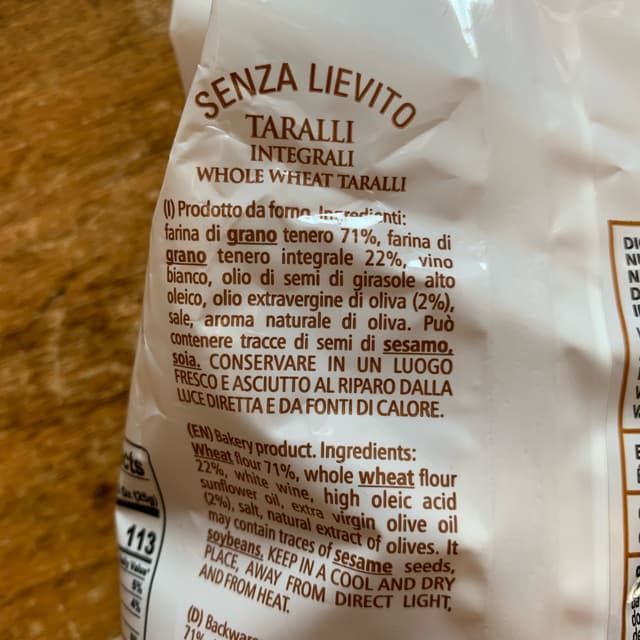 SENZA LIEVITO
TARALLI
INTEGRALI
WHOLE WHEAT TARALLI
(I) Prodotto da forno. Ingredienti:
farina di grano tenero 71%, farina di
grano tenero integrale 22%, vino
bianco, olio di semi di girasole alto
oleico, olio extravergine di oliva (2%),
sale, aroma naturale di oliva. Può
contenere tracce di semi di sesamo,
soia. CONSERVARE IN UN LUOGO
FRESCO E ASCIUTTO AL RIPARO DALLA
LUCE DIRETTA E DA FONTI DI CALORE.
(EN) Bakery product. Ingredients:
Wheat flour 71%, whole wheat flour
22%, white wine, high oleic acid
sunflower oil, extra virgin olive oil
(2%), salt, natural extract of olives. It
may contain traces of sesame seeds,
soybeans. KEEP IN A COOL AND DRY
PLACE, AWAY FROM DIRECT LIGHT,
AND FROM HEAT.
(D) Backwar
71%
113
6%
4%